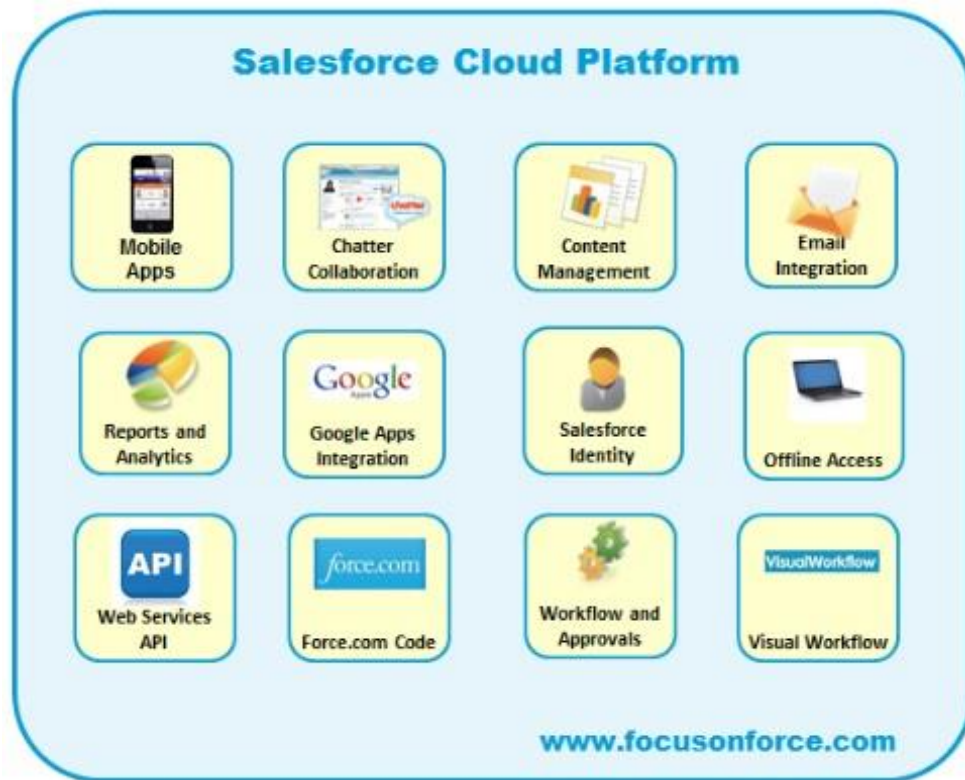 Salesforce Cloud Platform
Mobile
Apps
chatter
Chatter
Collaboration
Content
Management
Email
Integration
Reports and
Analytics
Google
Apps
Google Apps
Integration
Salesforce
Identity
Offline Access
API
Web Services
API
force.com
Force.com Code
Workflow and
Approvals
VisualWorkflow
Visual Workflow
www.focusonforce.com